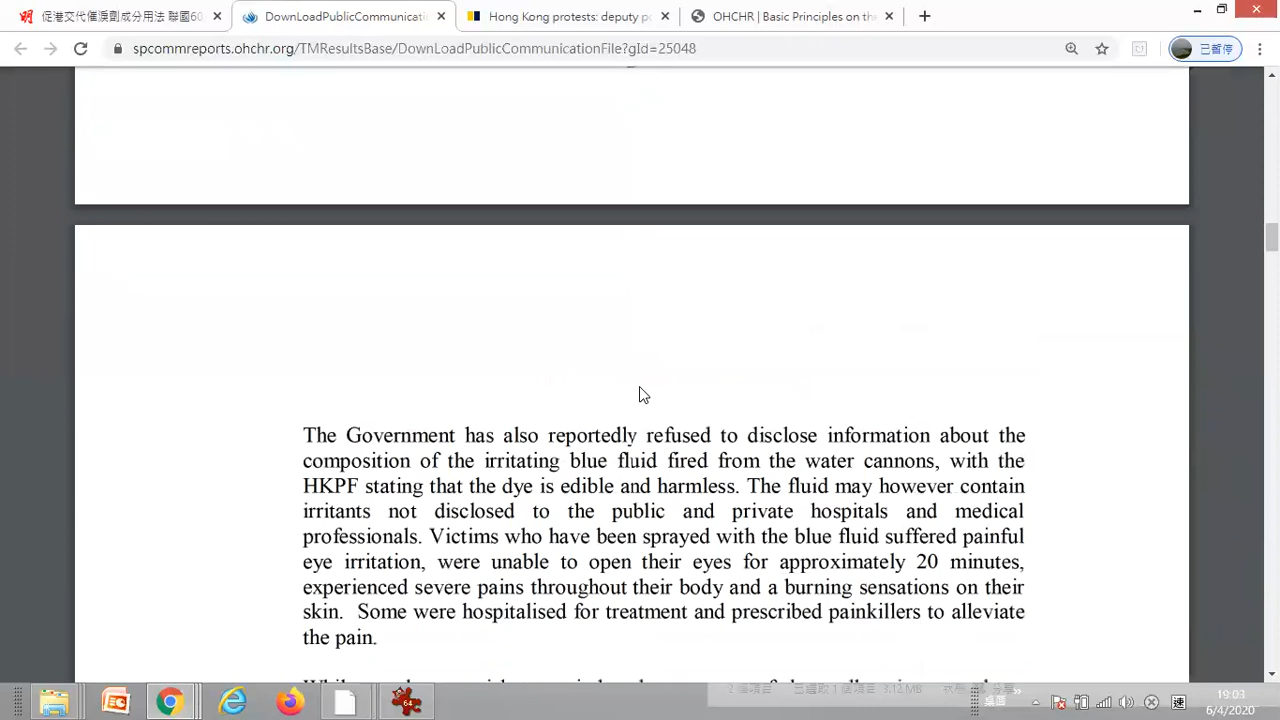 促港交代催淚劑成分用法 聯國60
DownLoadPublicCommunicati
Hong Kong protests: deputy po
OHCHR | Basic Principles on th
spcommreports.ohchr.org/TMResultsBase/DownLoadPublicCommunicationFile?gId=25048
已暫停
The Government has also reportedly refused to disclose information about the
composition of the irritating blue fluid fired from the water cannons, with the
HKPF stating that the dye is edible and harmless. The fluid may however contain
irritants not disclosed to the public and private hospitals and medical
professionals. Victims who have been sprayed with the blue fluid suffered painful
eye irritation, were unable to open their eyes for approximately 20 minutes,
experienced severe pains throughout their body and a burning sensations on their
skin. Some were hospitalised for treatment and prescribed painkillers to alleviate
the pain.
64
桌面
速
19:03
6/4/2020